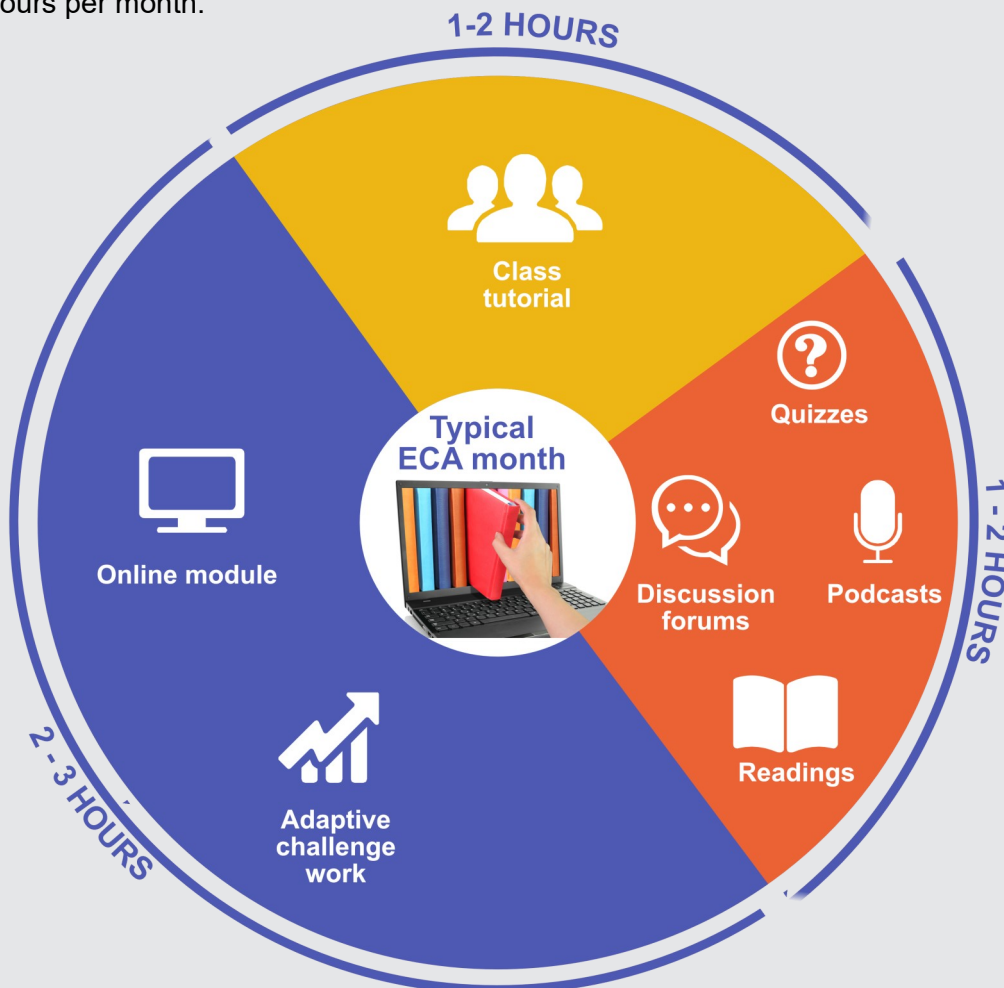 ours per month.
1-2 HOURS
Class
tutorial
Quizzes
Typical
ECA month
1 - 2 HOURS
Online module
Discussion
forums
Podcasts
Readings
2 - 3 HOURS
Adaptive
challenge
work